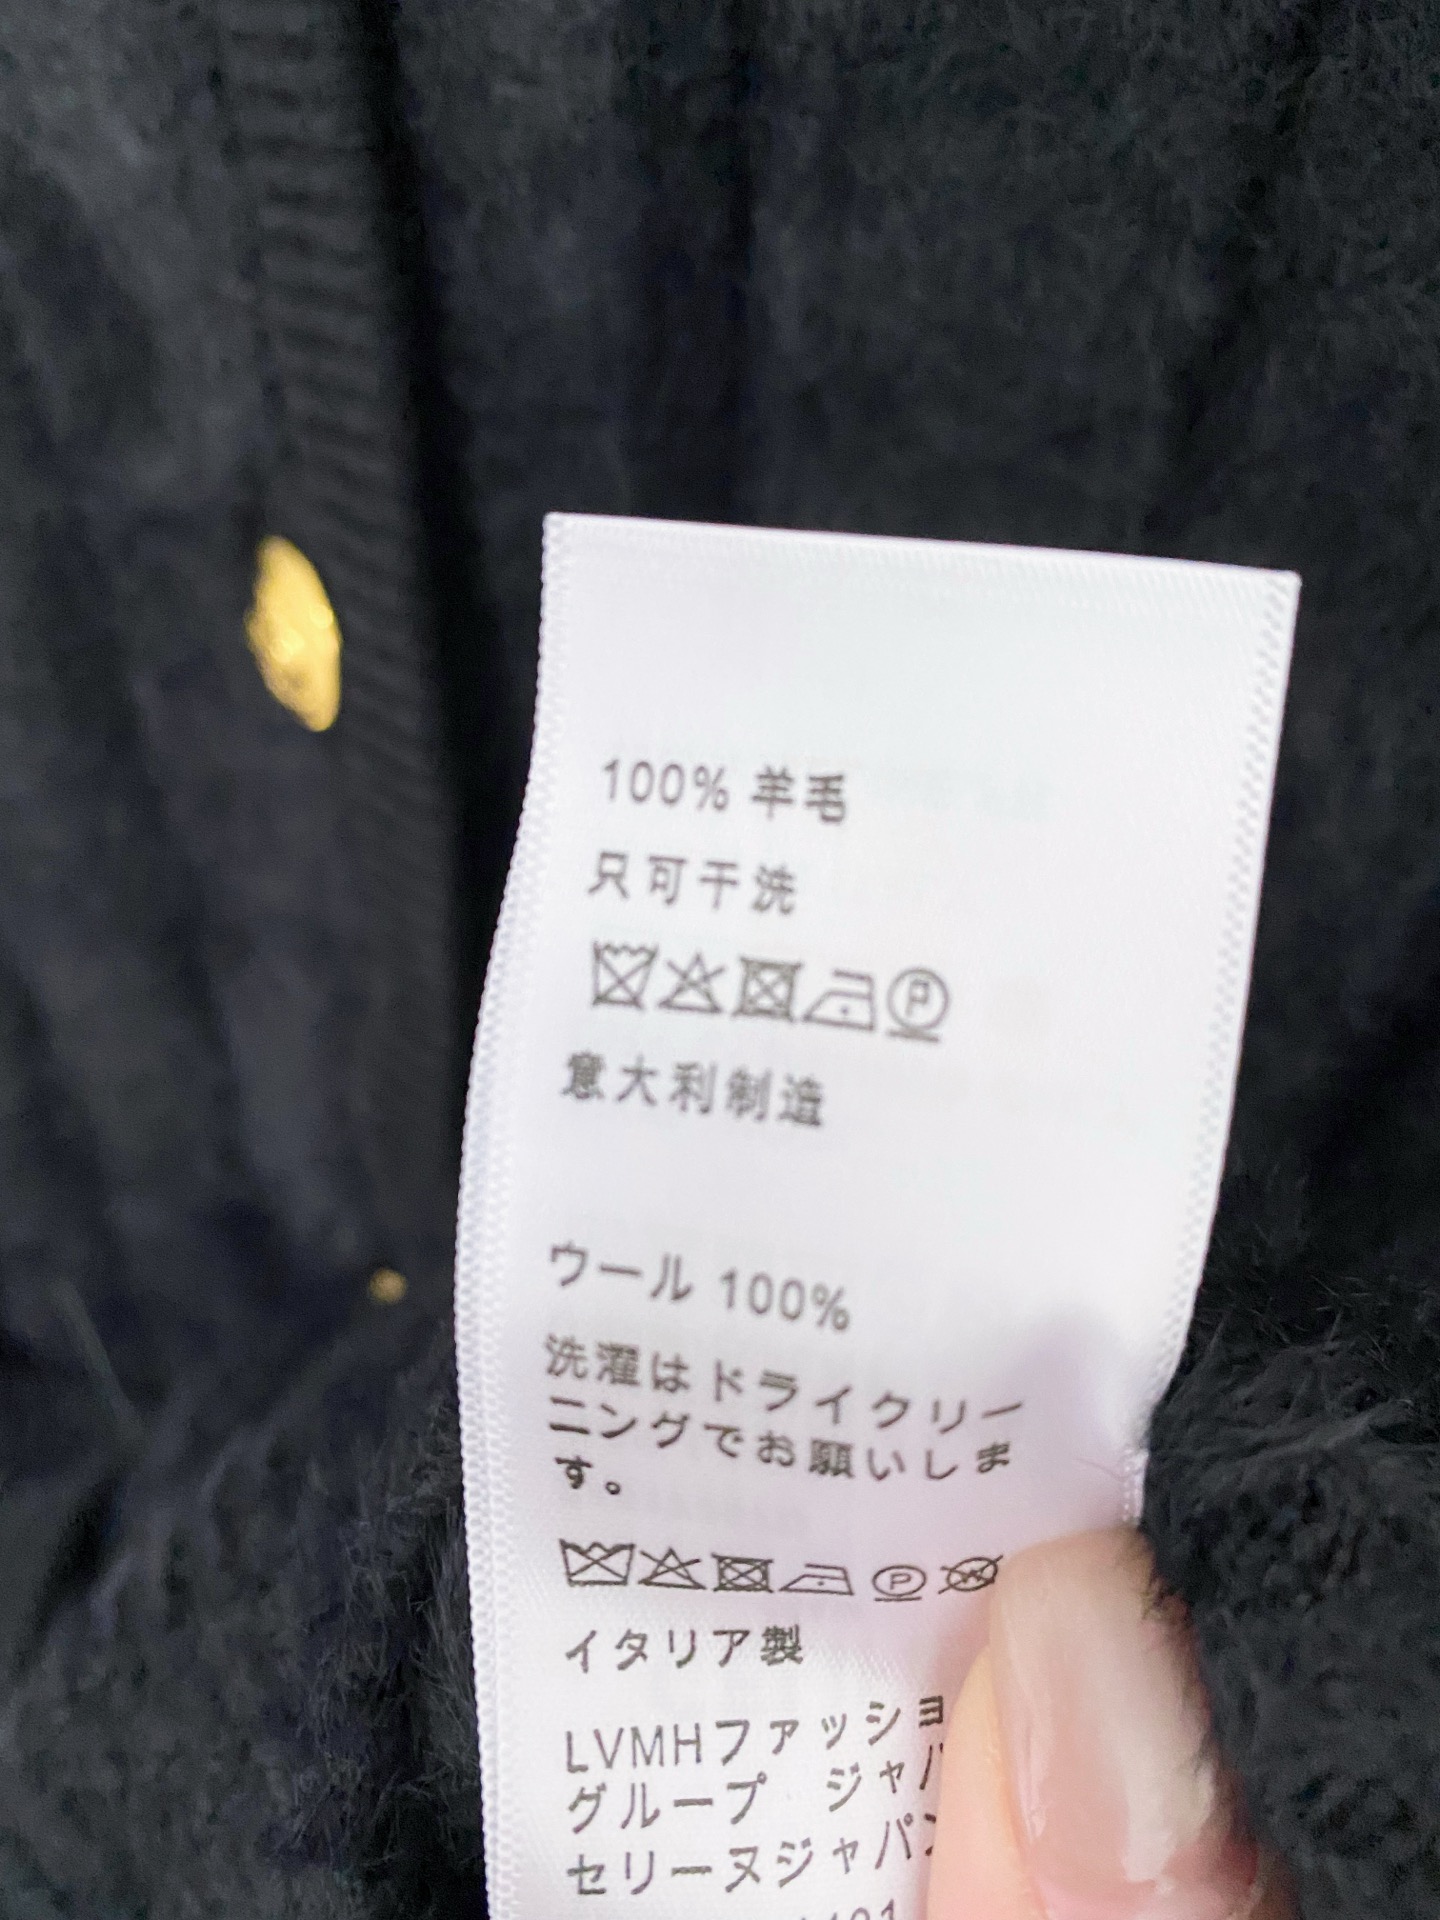 100% 羊毛
只可干洗
P
意大利制造
ウール 100%
洗濯はドライクリー
ニングでお願いしま
す。
P W
イタリア製
LVMHファッショ
グループ ジャパ
セリーヌジャパン